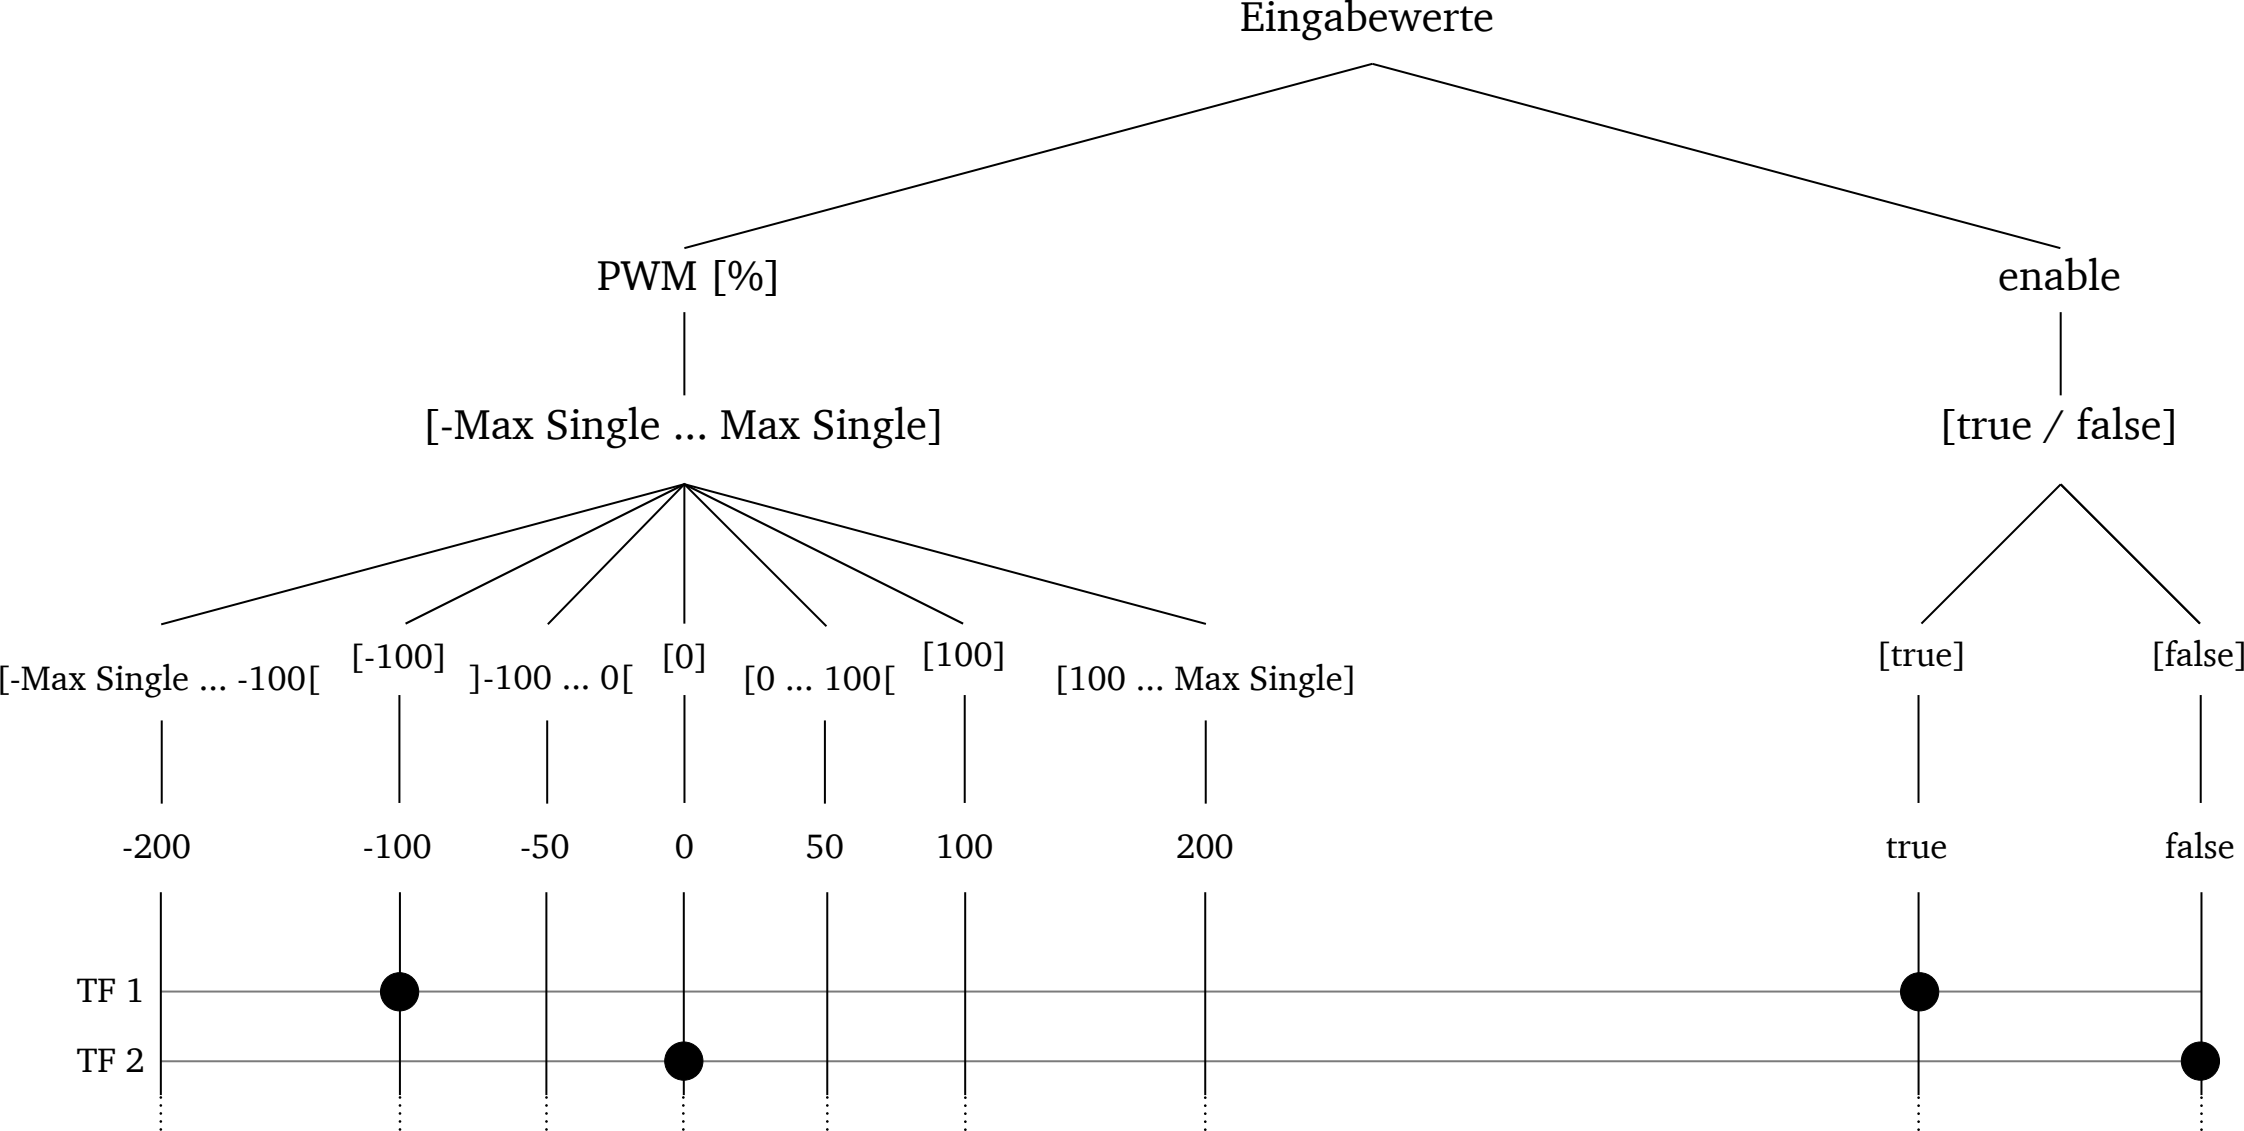 Eingabewerte
PWM [%]
enable
[-Max Single ... Max Single]
[true / false]
[-Max Single ... -100[
[-100]
]-100 ... 0[
[0]
[0 ... 100[
[100]
[100 ... Max Single]
[true]
[false]
-200
-100
-50
0
50
100
200
true
false
TF 1
TF 2